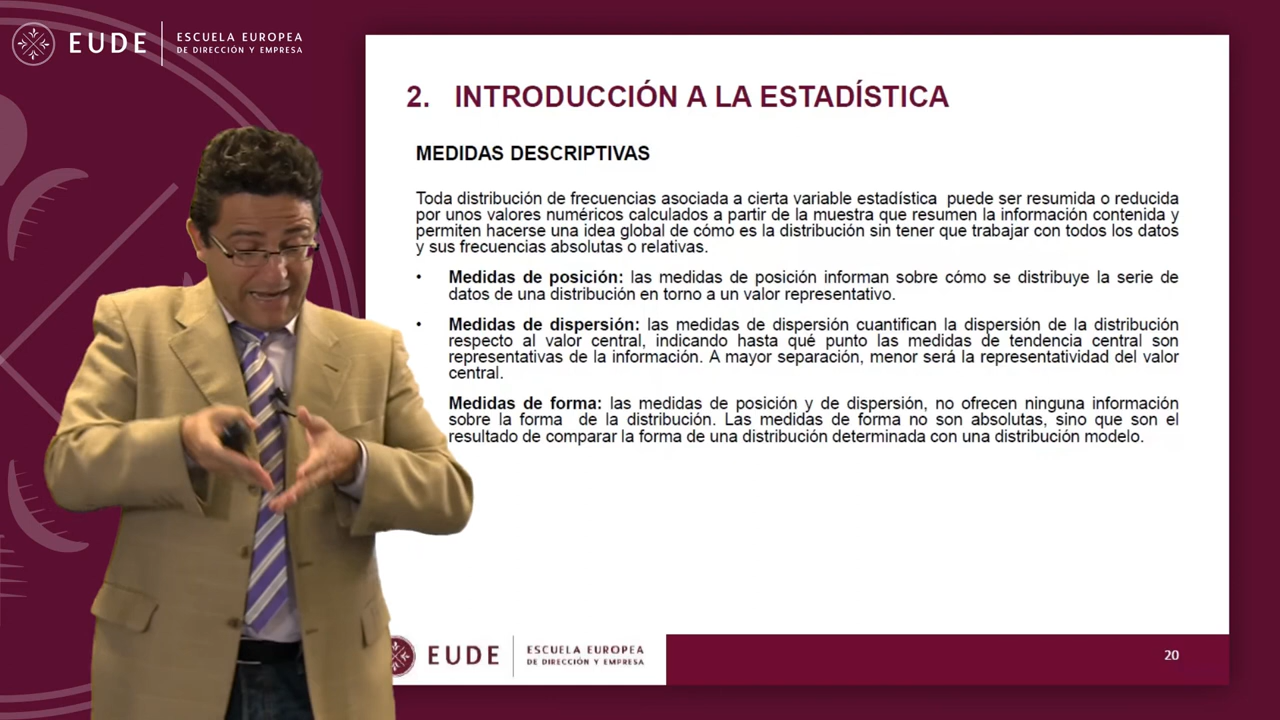 EUDE
ESCUELA EUROPEA
DE DIRECCIÓN Y EMPRESA
2. INTRODUCCIÓN A LA ESTADÍSTICA
MEDIDAS DESCRIPTIVAS
Toda distribución de frecuencias asociada a cierta variable estadística puede ser resumida o reducida
por unos valores numéricos calculados a partir de la muestra que resumen la información contenida y
permiten hacerse una idea global de cómo es la distribución sin tener que trabajar con todos los datos
y sus frecuencias absolutas o relativas.
• Medidas de posición: las medidas de posición informan sobre cómo se distribuye la serie de
datos de una distribución en torno a un valor representativo.
• Medidas de dispersión: las medidas de dispersión cuantifican la dispersión de la distribución
respecto al valor central, indicando hasta qué punto las medidas de tendencia central son
representativas de la información. A mayor separación, menor será la representatividad del valor
central.
Medidas de forma: las medidas de posición y de dispersión, no ofrecen ninguna información
sobre la forma de la distribución. Las medidas de forma no son absolutas, sino que son el
resultado de comparar la forma de una distribución determinada con una distribución modelo.
EUDE
ESCUELA EUROPEA
DE DIRECCIÓN Y EMPRESA
20